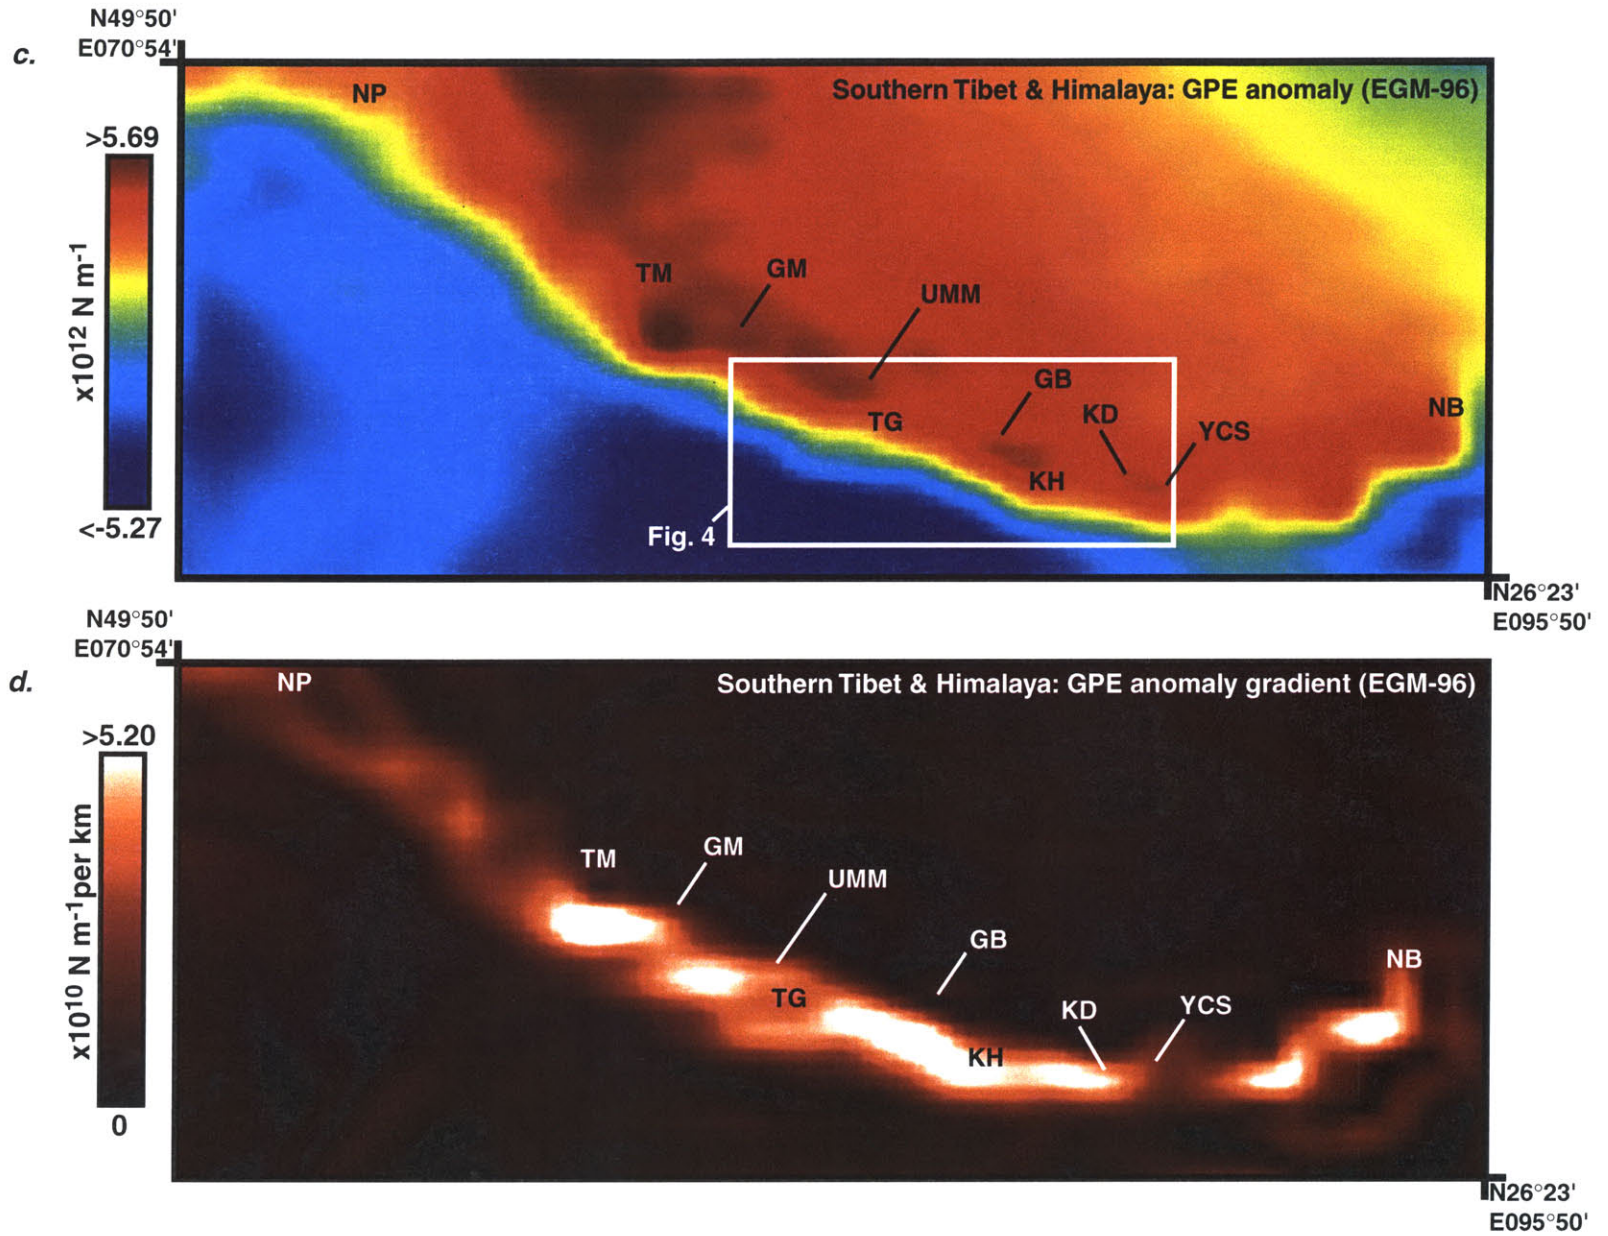 c.
N49°50'
E070°54'
NP
Southern Tibet & Himalaya: GPE anomaly (EGM-96)
>5.69
x10¹² N m⁻¹
<-5.27
TM
GM
UMM
GB
KD
YCS
NB
TG
KH
Fig. 4
N26°23'
E095°50'
d.
N49°50'
E070°54'
NP
Southern Tibet & Himalaya: GPE anomaly gradient (EGM-96)
>5.20
x10¹⁰ N m⁻¹per km
0
TM
GM
UMM
GB
NB
TG
KD
YCS
KH
N26°23'
E095°50'